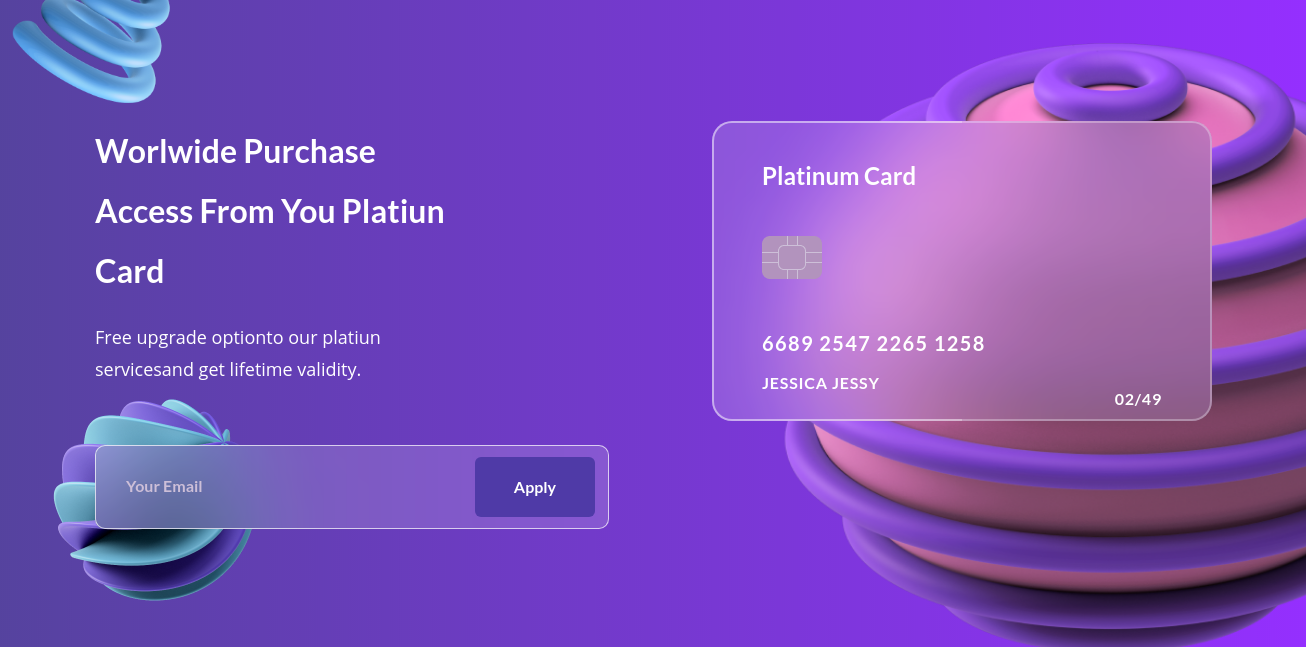 Worlwide Purchase
Access From You Platiun
Card
Free upgrade optionto our platiun
servicesand get lifetime validity.
Your Email
Apply
Platinum Card
6689 2547 2265 1258
JESSICA JESSY
02/49